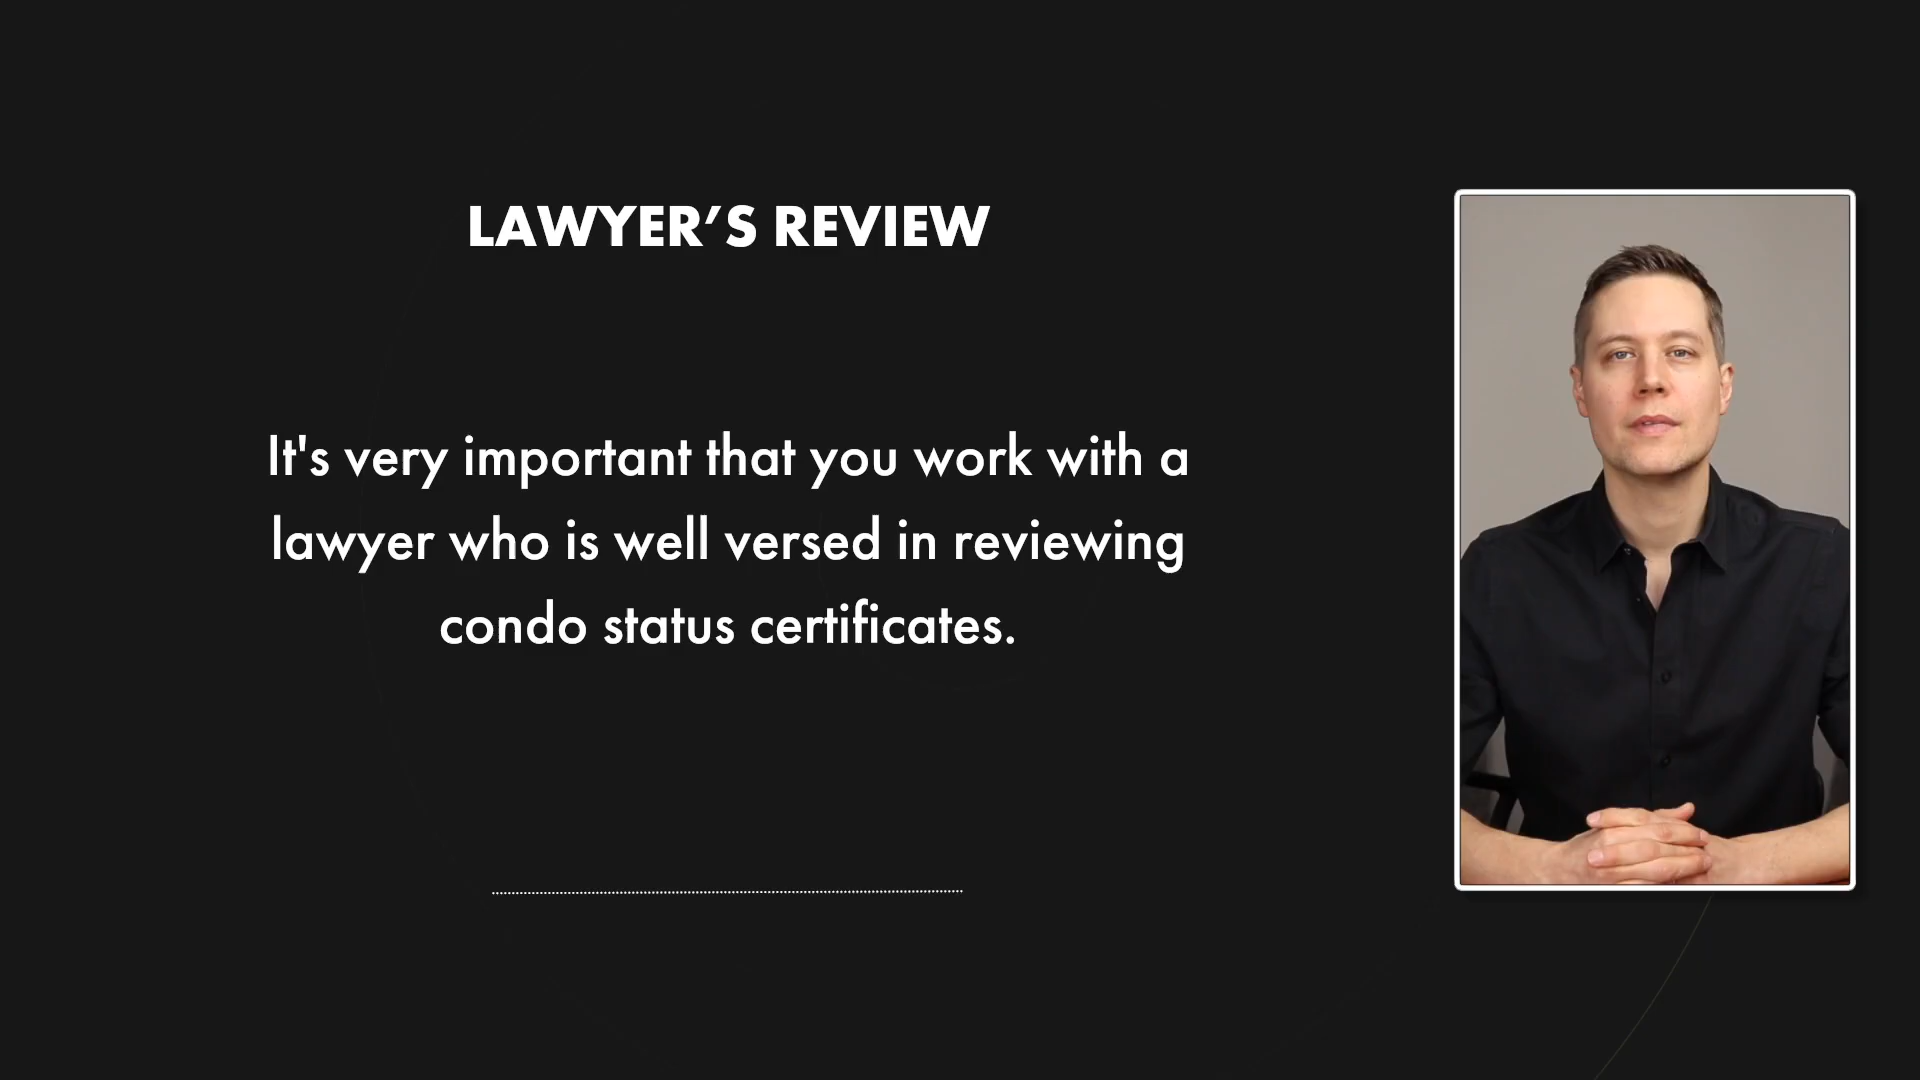 LAWYER’S REVIEW
It's very important that you work with a
lawyer who is well versed in reviewing
condo status certificates.